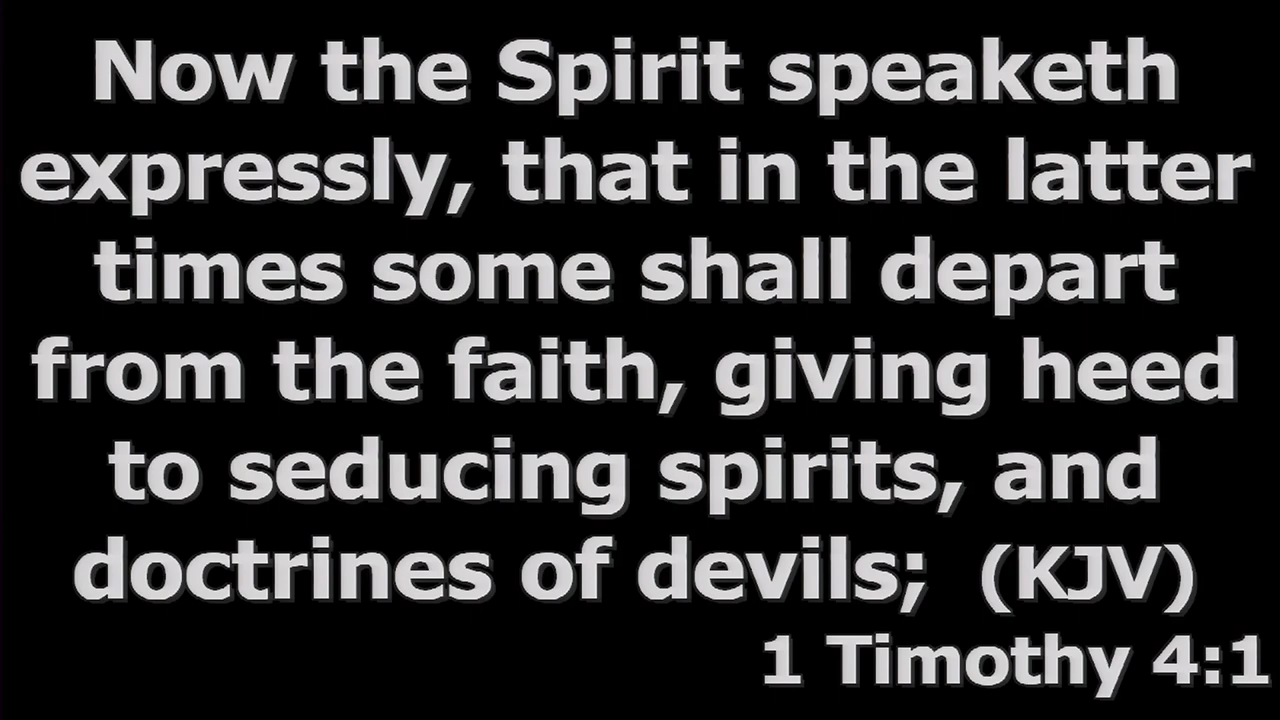 Now the Spirit speaketh
expressly, that in the latter
times some shall depart
from the faith, giving heed
to seducing spirits, and
doctrines of devils; (KJV)
1 Timothy 4:1